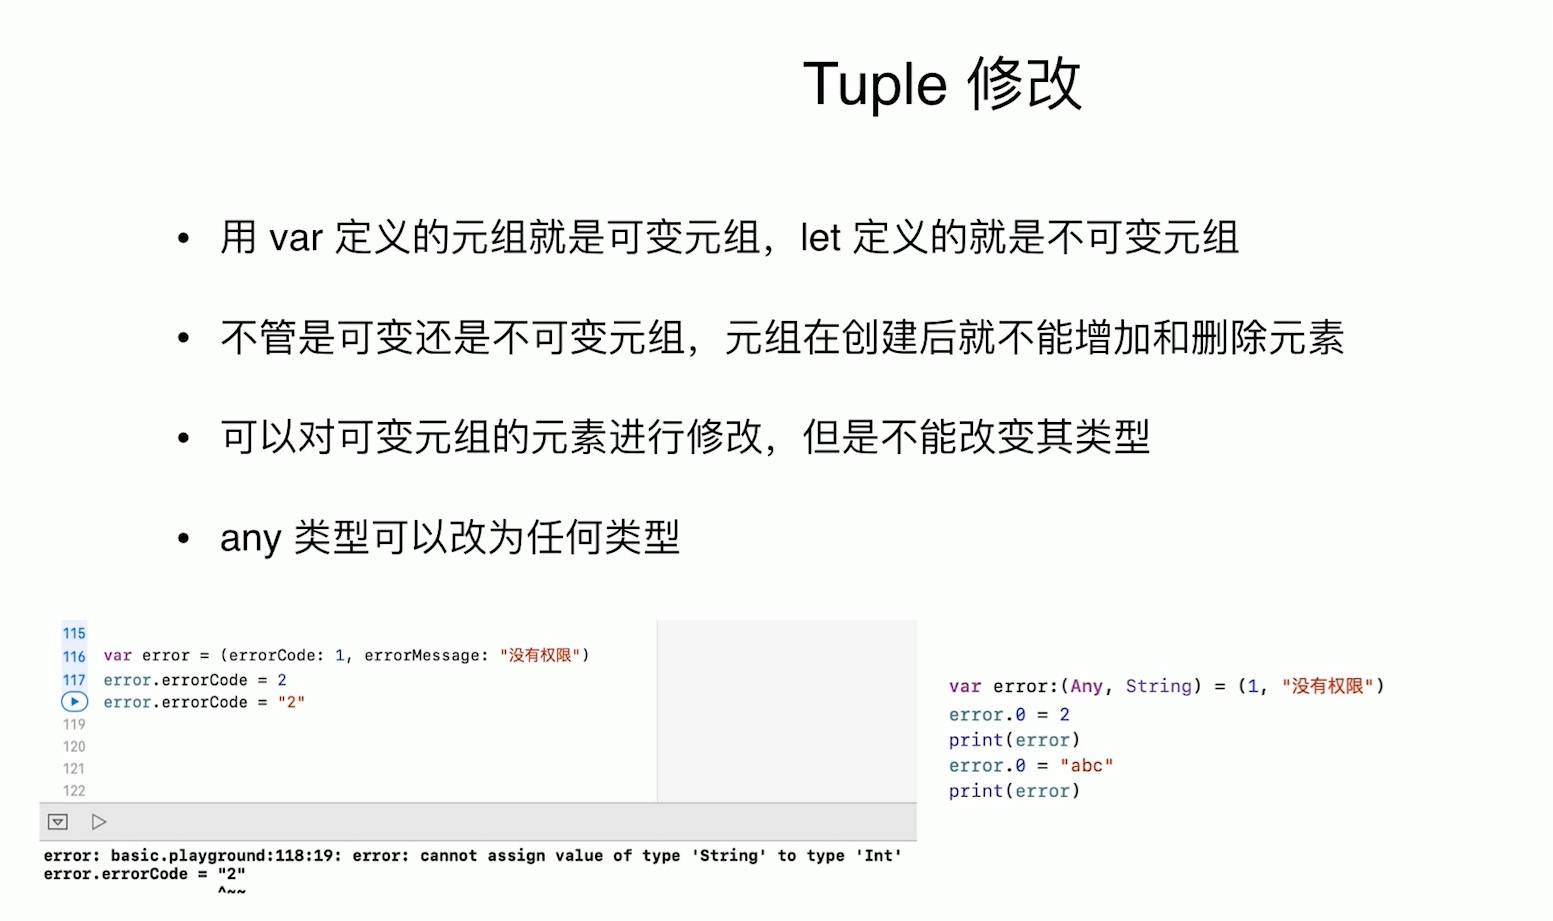 Tuple 修改
• 用 var 定义的元组就是可变元组，let 定义的就是不可变元组
• 不管是可变还是不可变元组，元组在创建后就不能增加和删除元素
• 可以对可变元组的元素进行修改，但是不能改变其类型
• any 类型可以改为任何类型
115
116 var error = (errorCode: 1, errorMessage: "没有权限")
117 error.errorCode = 2
error.errorCode = "2"
119
120
121
122
error: basic.playground:118:19: error: cannot assign value of type 'String' to type 'Int'
error.errorCode = "2"
^~~
var error:(Any, String) = (1, "没有权限")
error.0 = 2
print(error)
error.0 = "abc"
print(error)